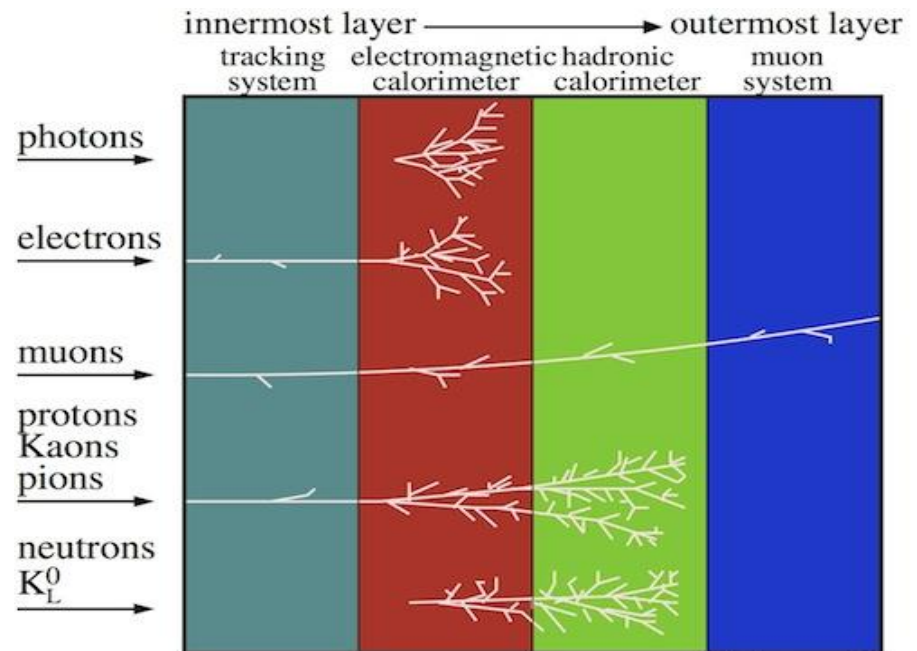 innermost layer outermost layer
tracking electromagnetic hadronic muon
system calorimeter calorimeter system
photons
electrons
muons
protons
Kaons
pions
neutrons
K⁰_L